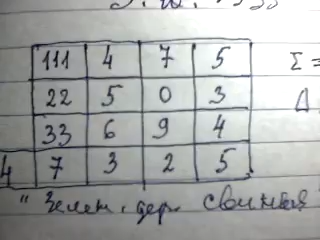 111 4 7 5 Σ =
22 5 0 3 Δ
33 6 9 4
4 7 3 2 5
" Зелен. дер. свиньяя "